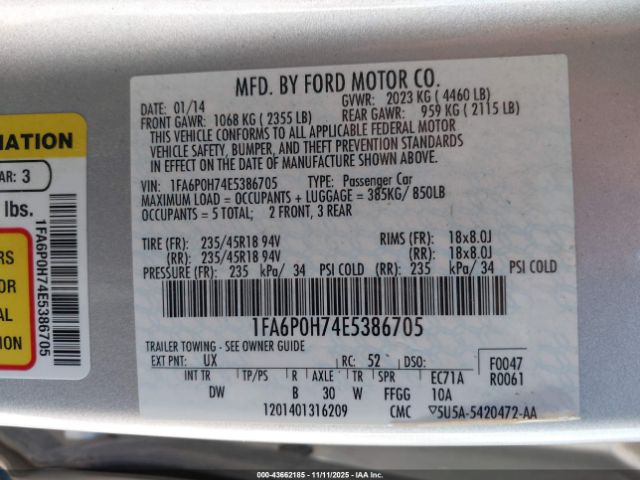 MATION
AR: 3
lbs.
RS
OR
TION
1FA6P0H74E5386705
MFD. BY FORD MOTOR CO.
DATE: 01/14 GVWR: 2023 KG ( 4460 LB)
FRONT GAWR: 1068 KG ( 2355 LB) REAR GAWR: 959 KG ( 2115 LB)
THIS VEHICLE CONFORMS TO ALL APPLICABLE FEDERAL MOTOR
VEHICLE SAFETY, BUMPER, AND THEFT PREVENTION STANDARDS
IN EFFECT ON THE DATE OF MANUFACTURE SHOWN ABOVE.
VIN: 1FA6P0H74E5386705 TYPE: Passenger Car
MAXIMUM LOAD = OCCUPANTS + LUGGAGE = 385KG/ 850LB
OCCUPANTS = 5 TOTAL; 2 FRONT, 3 REAR
TIRE (FR): 235/45R18 94V RIMS (FR): 18x8.0J
(RR): 235/45R18 94V (RR): 18x8.0J
PRESSURE (FR): 235 kPa/ 34 PSI COLD (RR): 235 kPa/ 34 PSI COLD
1FA6P0H74E5386705
TRAILER TOWING - SEE OWNER GUIDE
EXT PNT: UX RC: 52 DSO: F0047
INT TR TP/PS R AXLE TR SPR EC71A R0061
DW B 30 W FFGG 10A
1201401316209 CMC ▽5U5A-5420472-AA
000-43662185 - 11/11/2025 - IAA Inc.